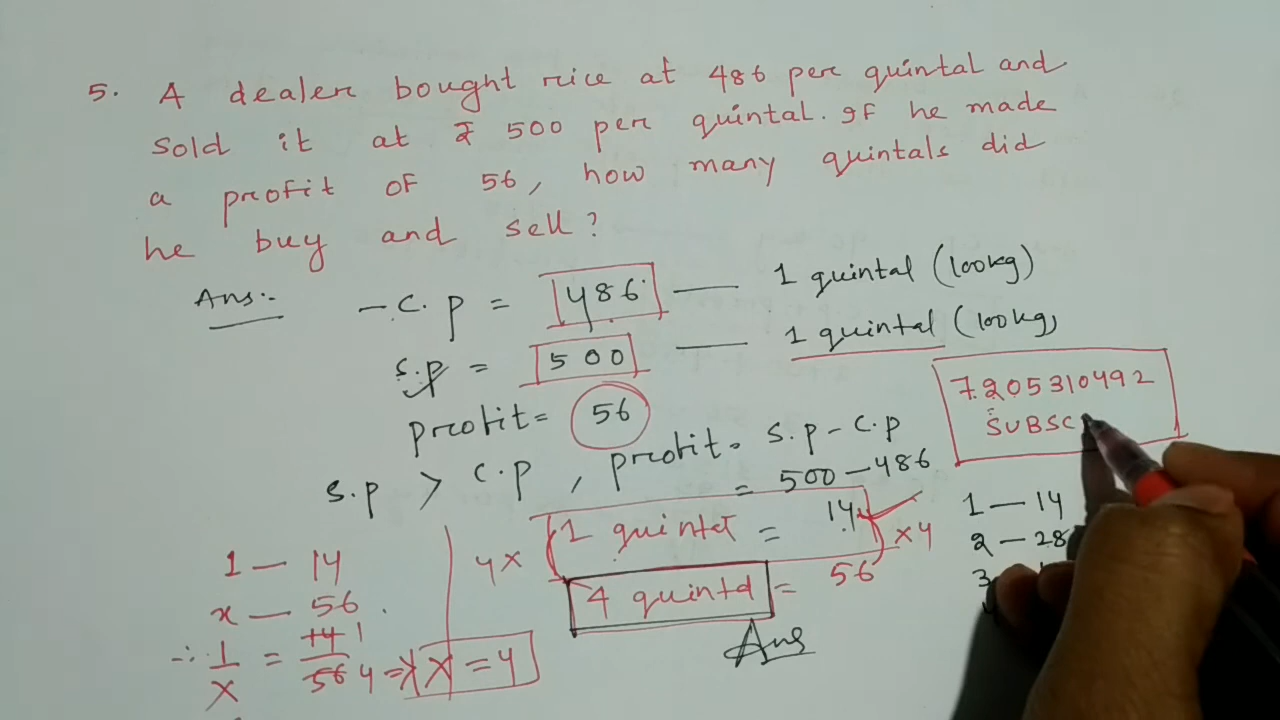 5. A dealer bought rice at 486 per quintal and
sold it at ₹ 500 per quintal. If he made
a profit of 56, how many quintals did
he buy and sell?
Ans:-
- C.p = 486 — 1 quintal (100kg)
s.p = 500 — 1 quintal (100kg)
profit = 56
7205310492
SUBSC
s.p > c.p , profit = s.p - c.p
= 500 - 486
1 quintal = 14 ×4
4× 4 quintal = 56
Ans
1 — 14
2 — 28
3
1 — 14
x — 56
∴ 1/x = 14/56 1 4 = x = 4